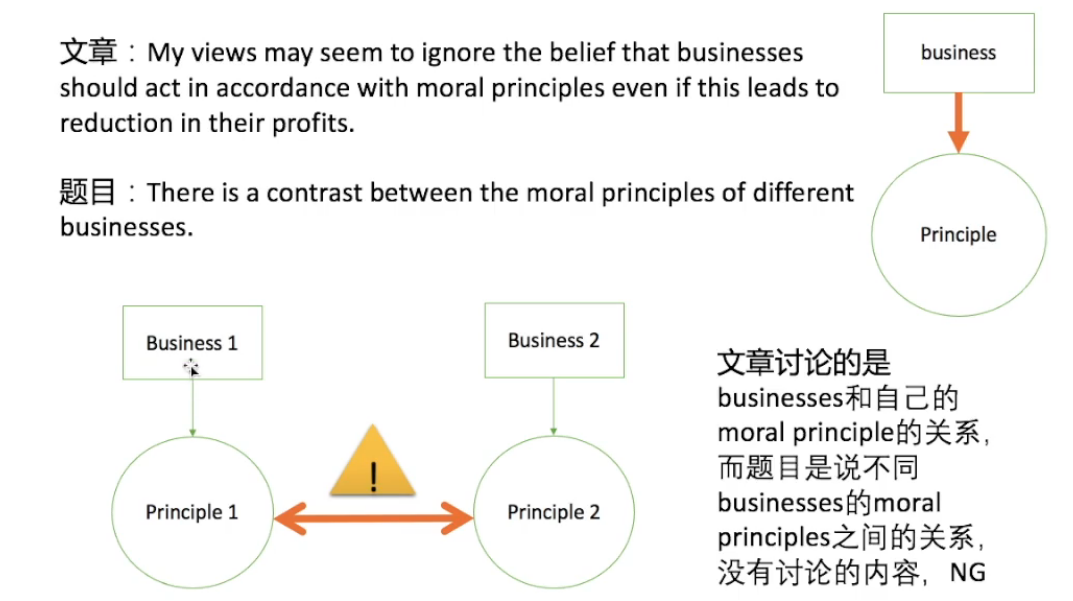 文章：My views may seem to ignore the belief that businesses
should act in accordance with moral principles even if this leads to
reduction in their profits.
题目：There is a contrast between the moral principles of different
businesses.
business
Principle
Business 1
Business 2
Principle 1
!
Principle 2
文章讨论的是
businesses和自己的
moral principle的关系，
而题目是说不同
businesses的moral
principles之间的关系，
没有讨论的内容，NG